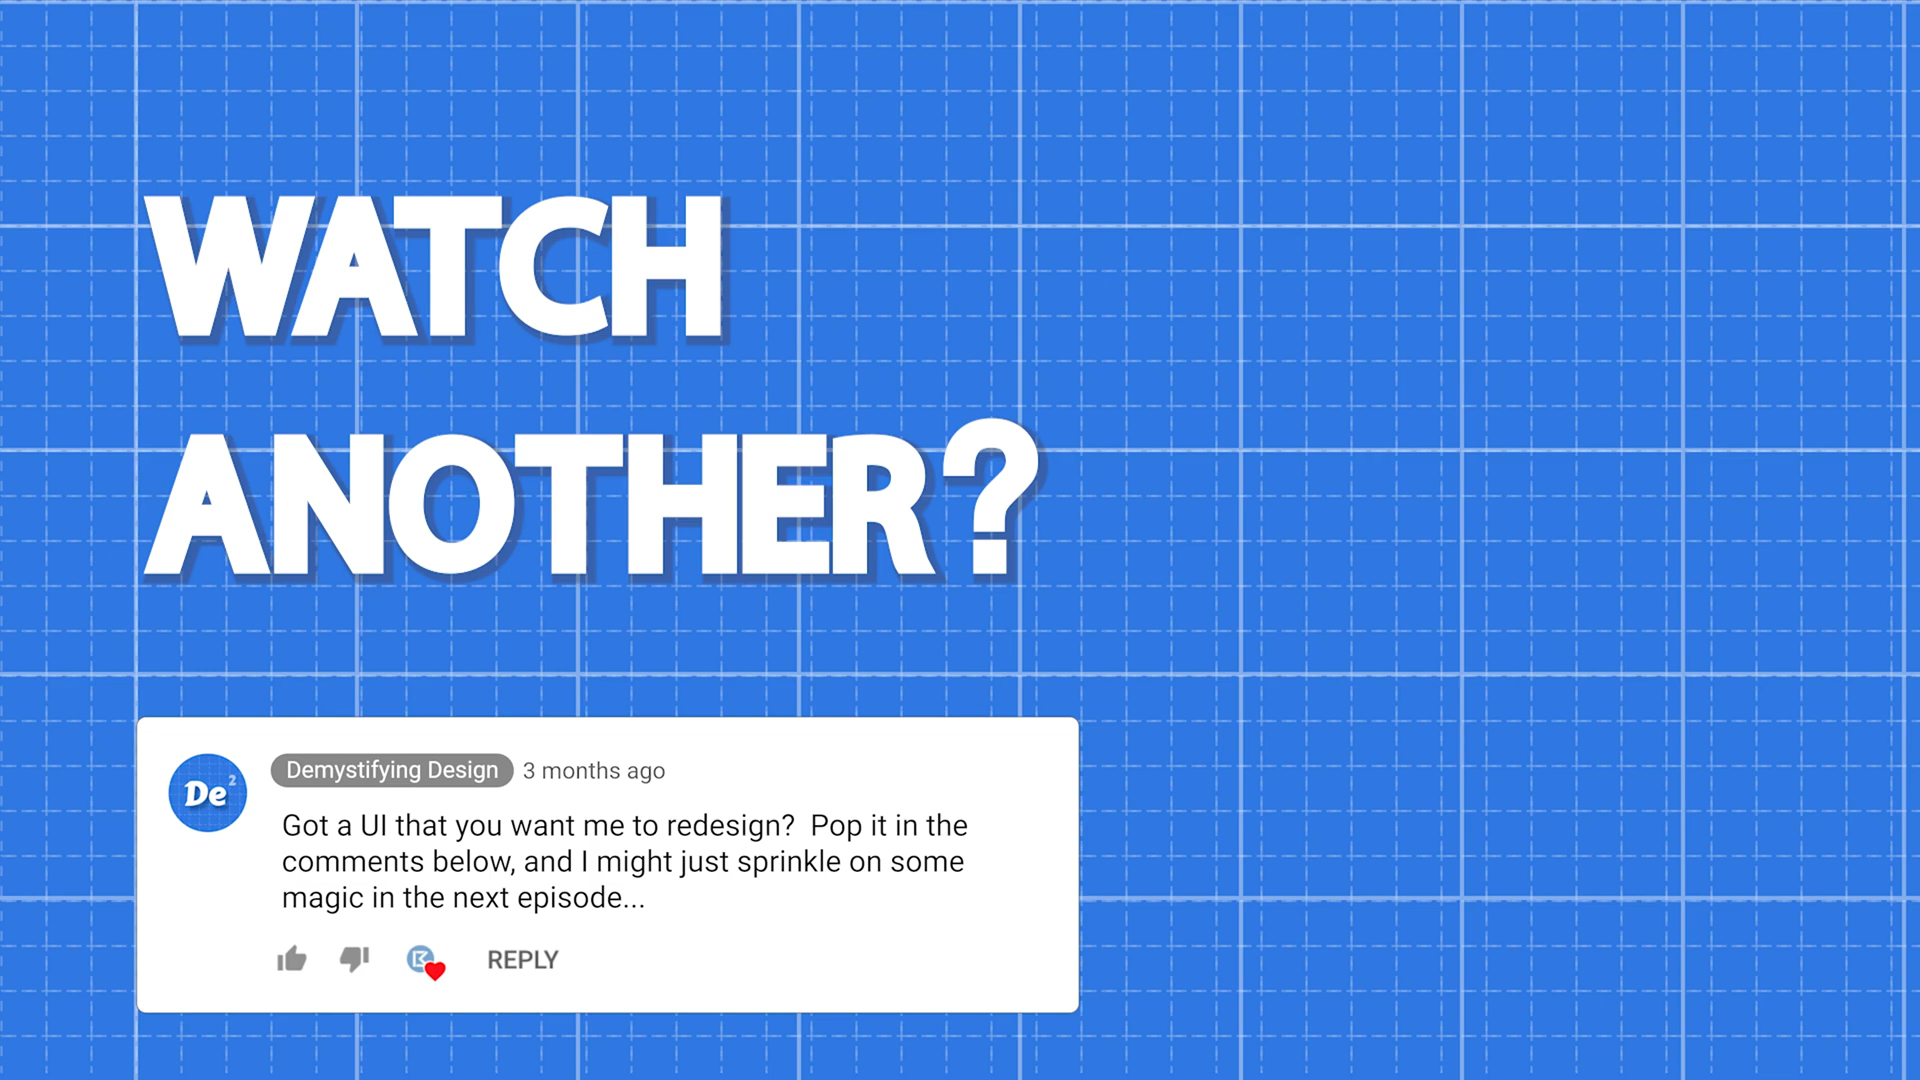 WATCH
ANOTHER?
De²
Demystifying Design 3 months ago
Got a UI that you want me to redesign?  Pop it in the
comments below, and I might just sprinkle on some
magic in the next episode...
REPLY